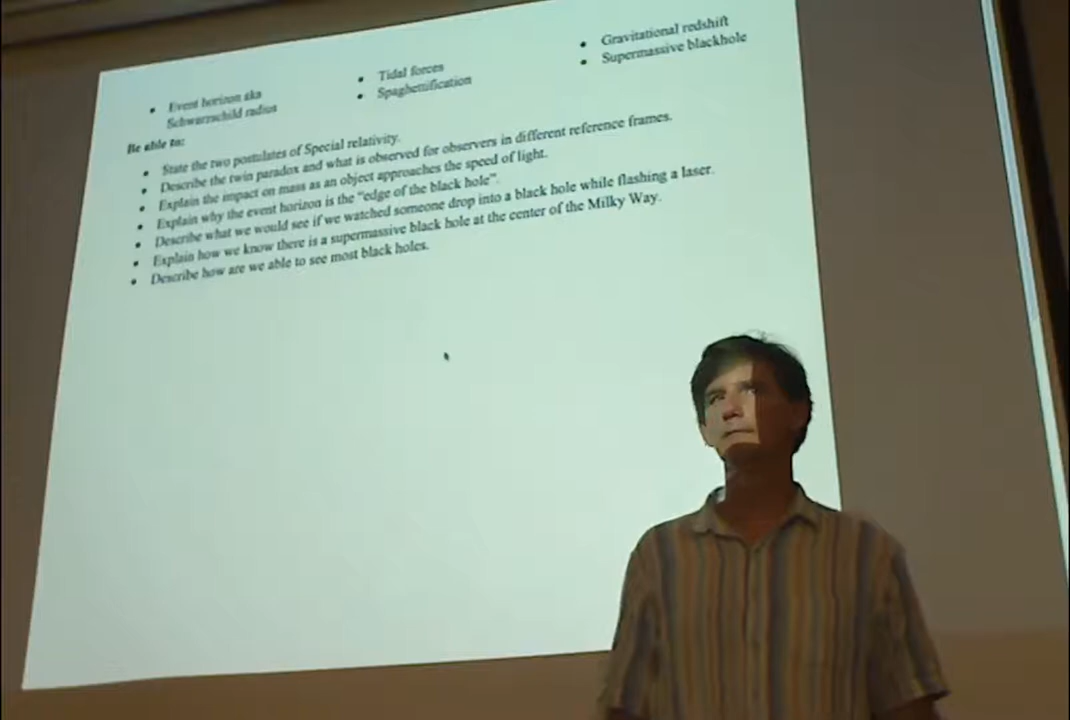 Event horizon aka
Schwarzschild radius
Tidal forces
Spaghettification
Gravitational redshift
Supermassive blackhole
Be able to:
State the two postulates of Special relativity.
Describe the twin paradox and what is observed for observers in different reference frames.
Explain the impact on mass as an object approaches the speed of light.
Explain why the event horizon is the "edge of the black hole".
Describe what we would see if we watched someone drop into a black hole while flashing a laser.
Explain how we know there is a supermassive black hole at the center of the Milky Way.
Describe how are we able to see most black holes.